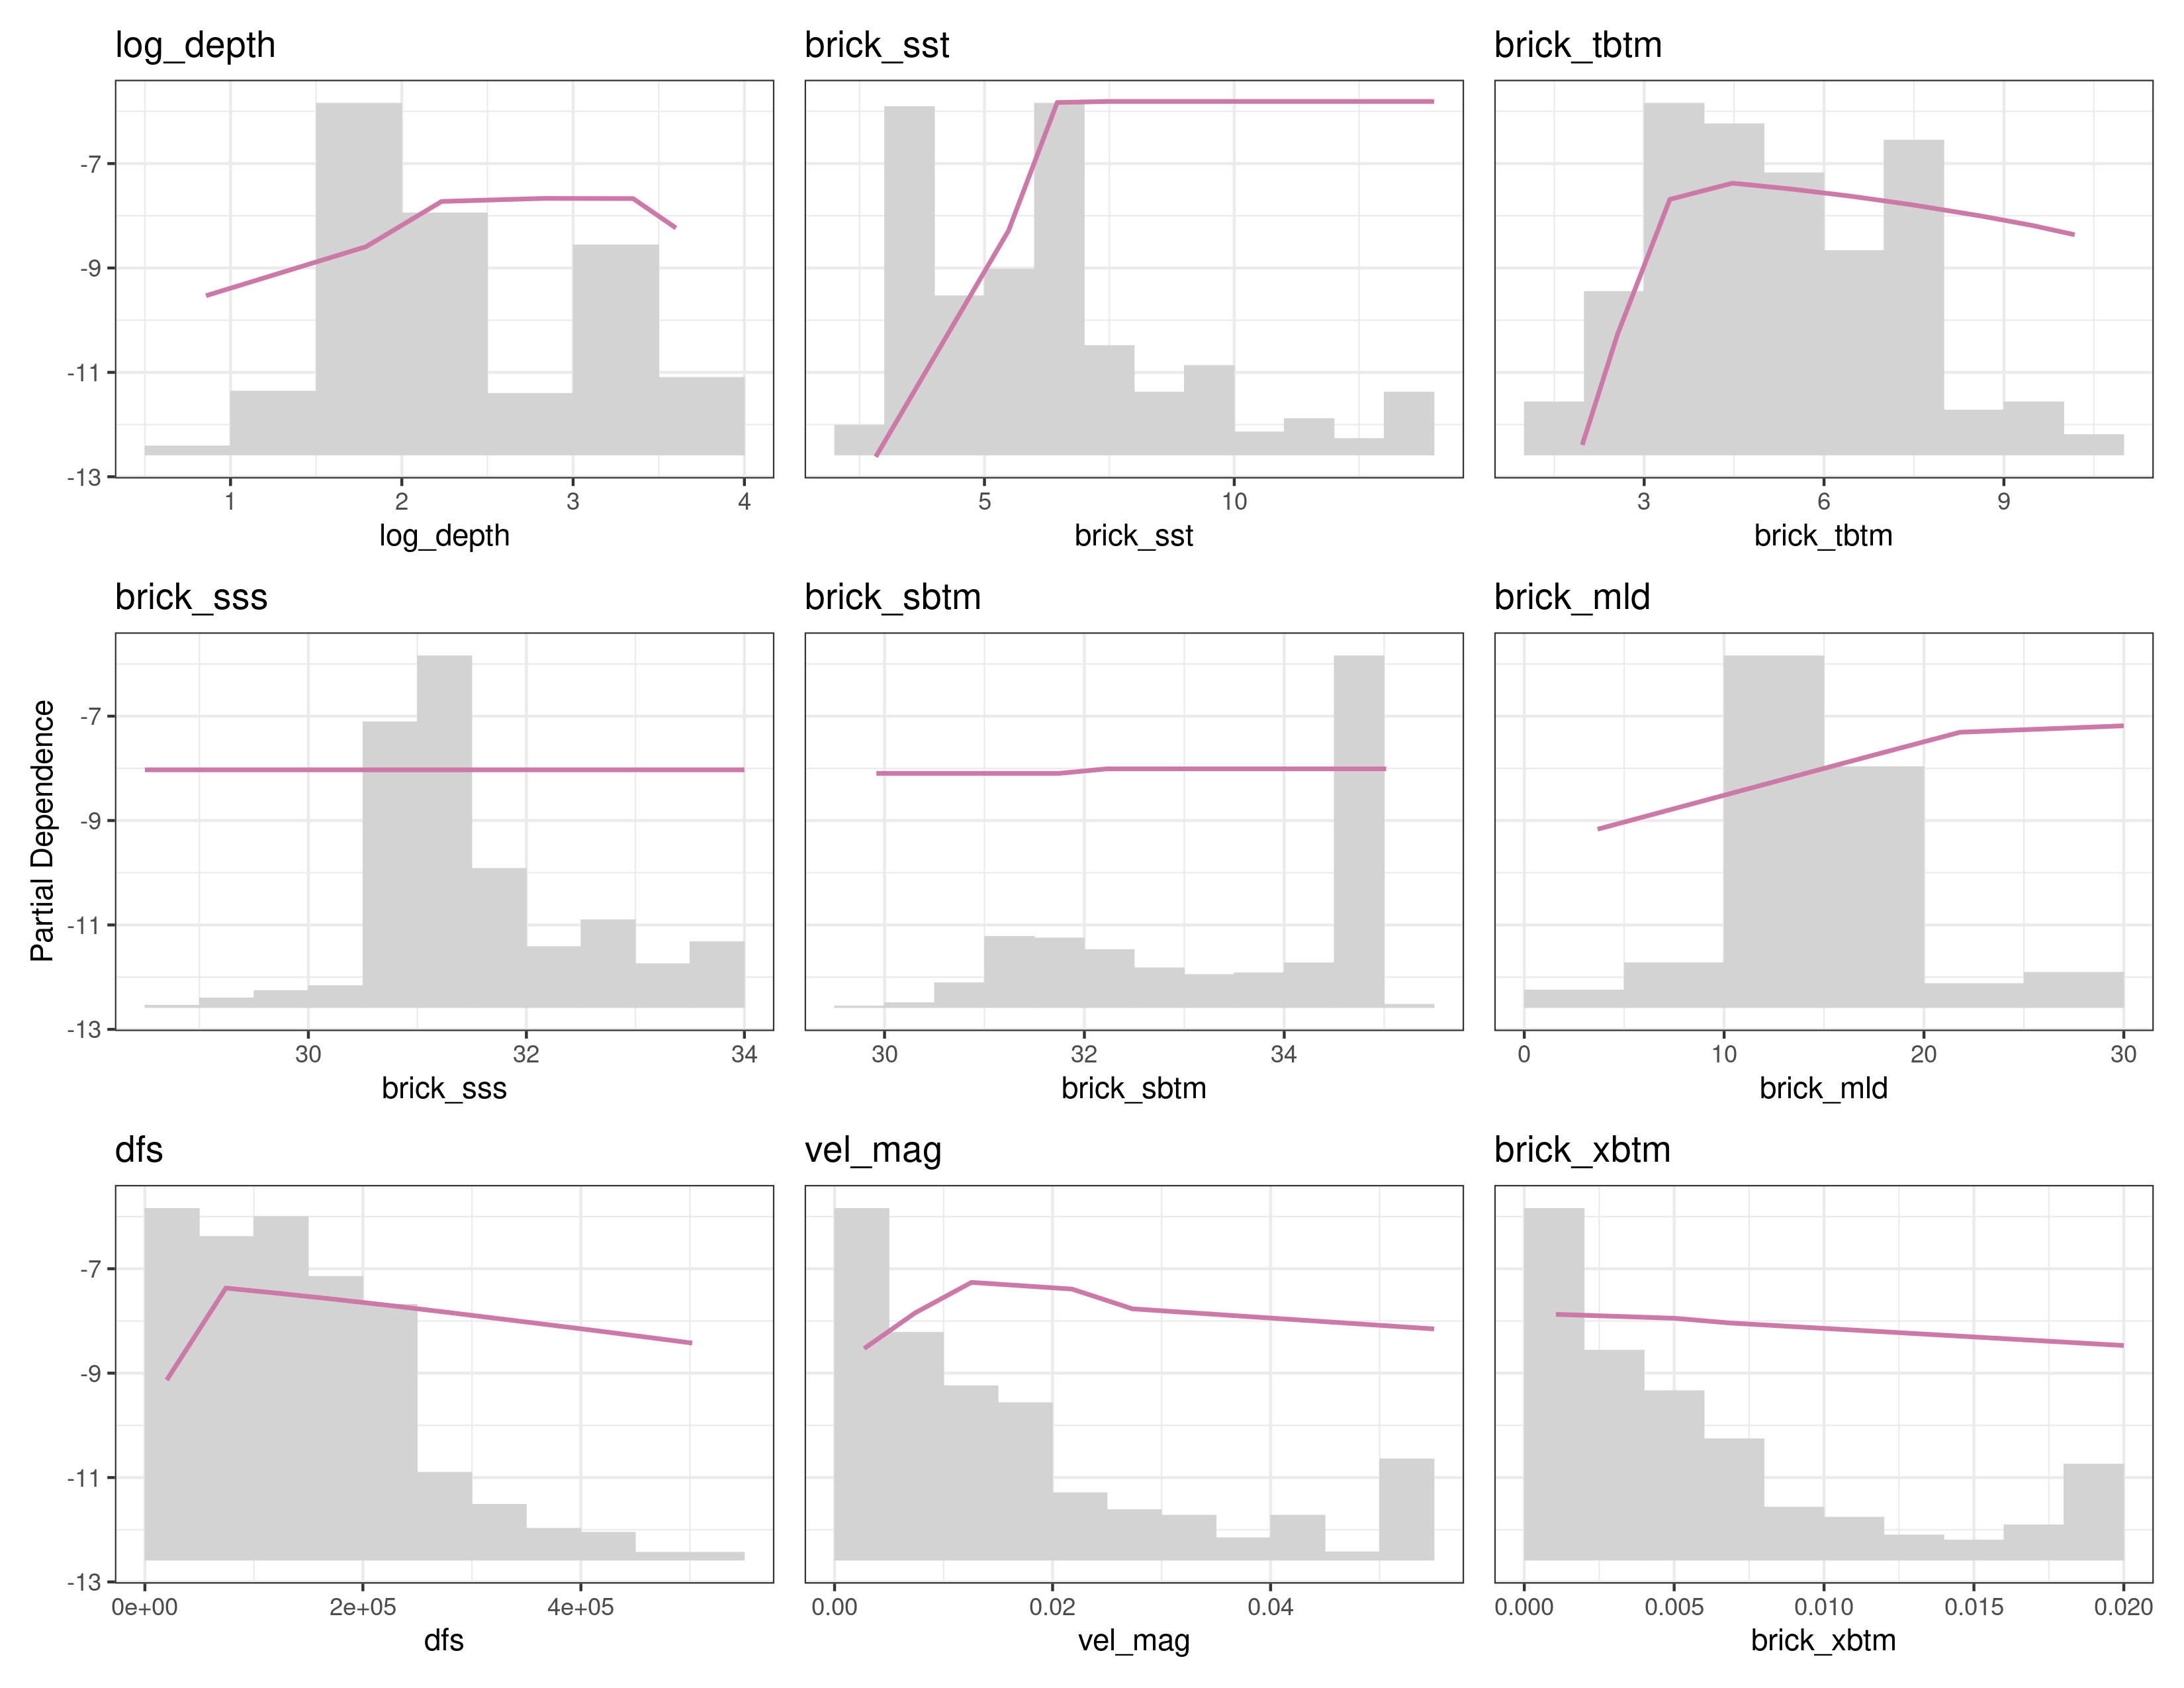 log_depth
brick_sst
brick_tbtm
-7
-9
-11
-13
1 2 3 4
5 10
3 6 9
log_depth
brick_sst
brick_tbtm
brick_sss
brick_sbtm
brick_mld
Partial Dependence
-7
-9
-11
-13
30 32 34
30 32 34
0 10 20 30
brick_sss
brick_sbtm
brick_mld
dfs
vel_mag
brick_xbtm
-7
-9
-11
-13
0e+00 2e+05 4e+05
0.00 0.02 0.04
0.000 0.005 0.010 0.015 0.020
dfs
vel_mag
brick_xbtm